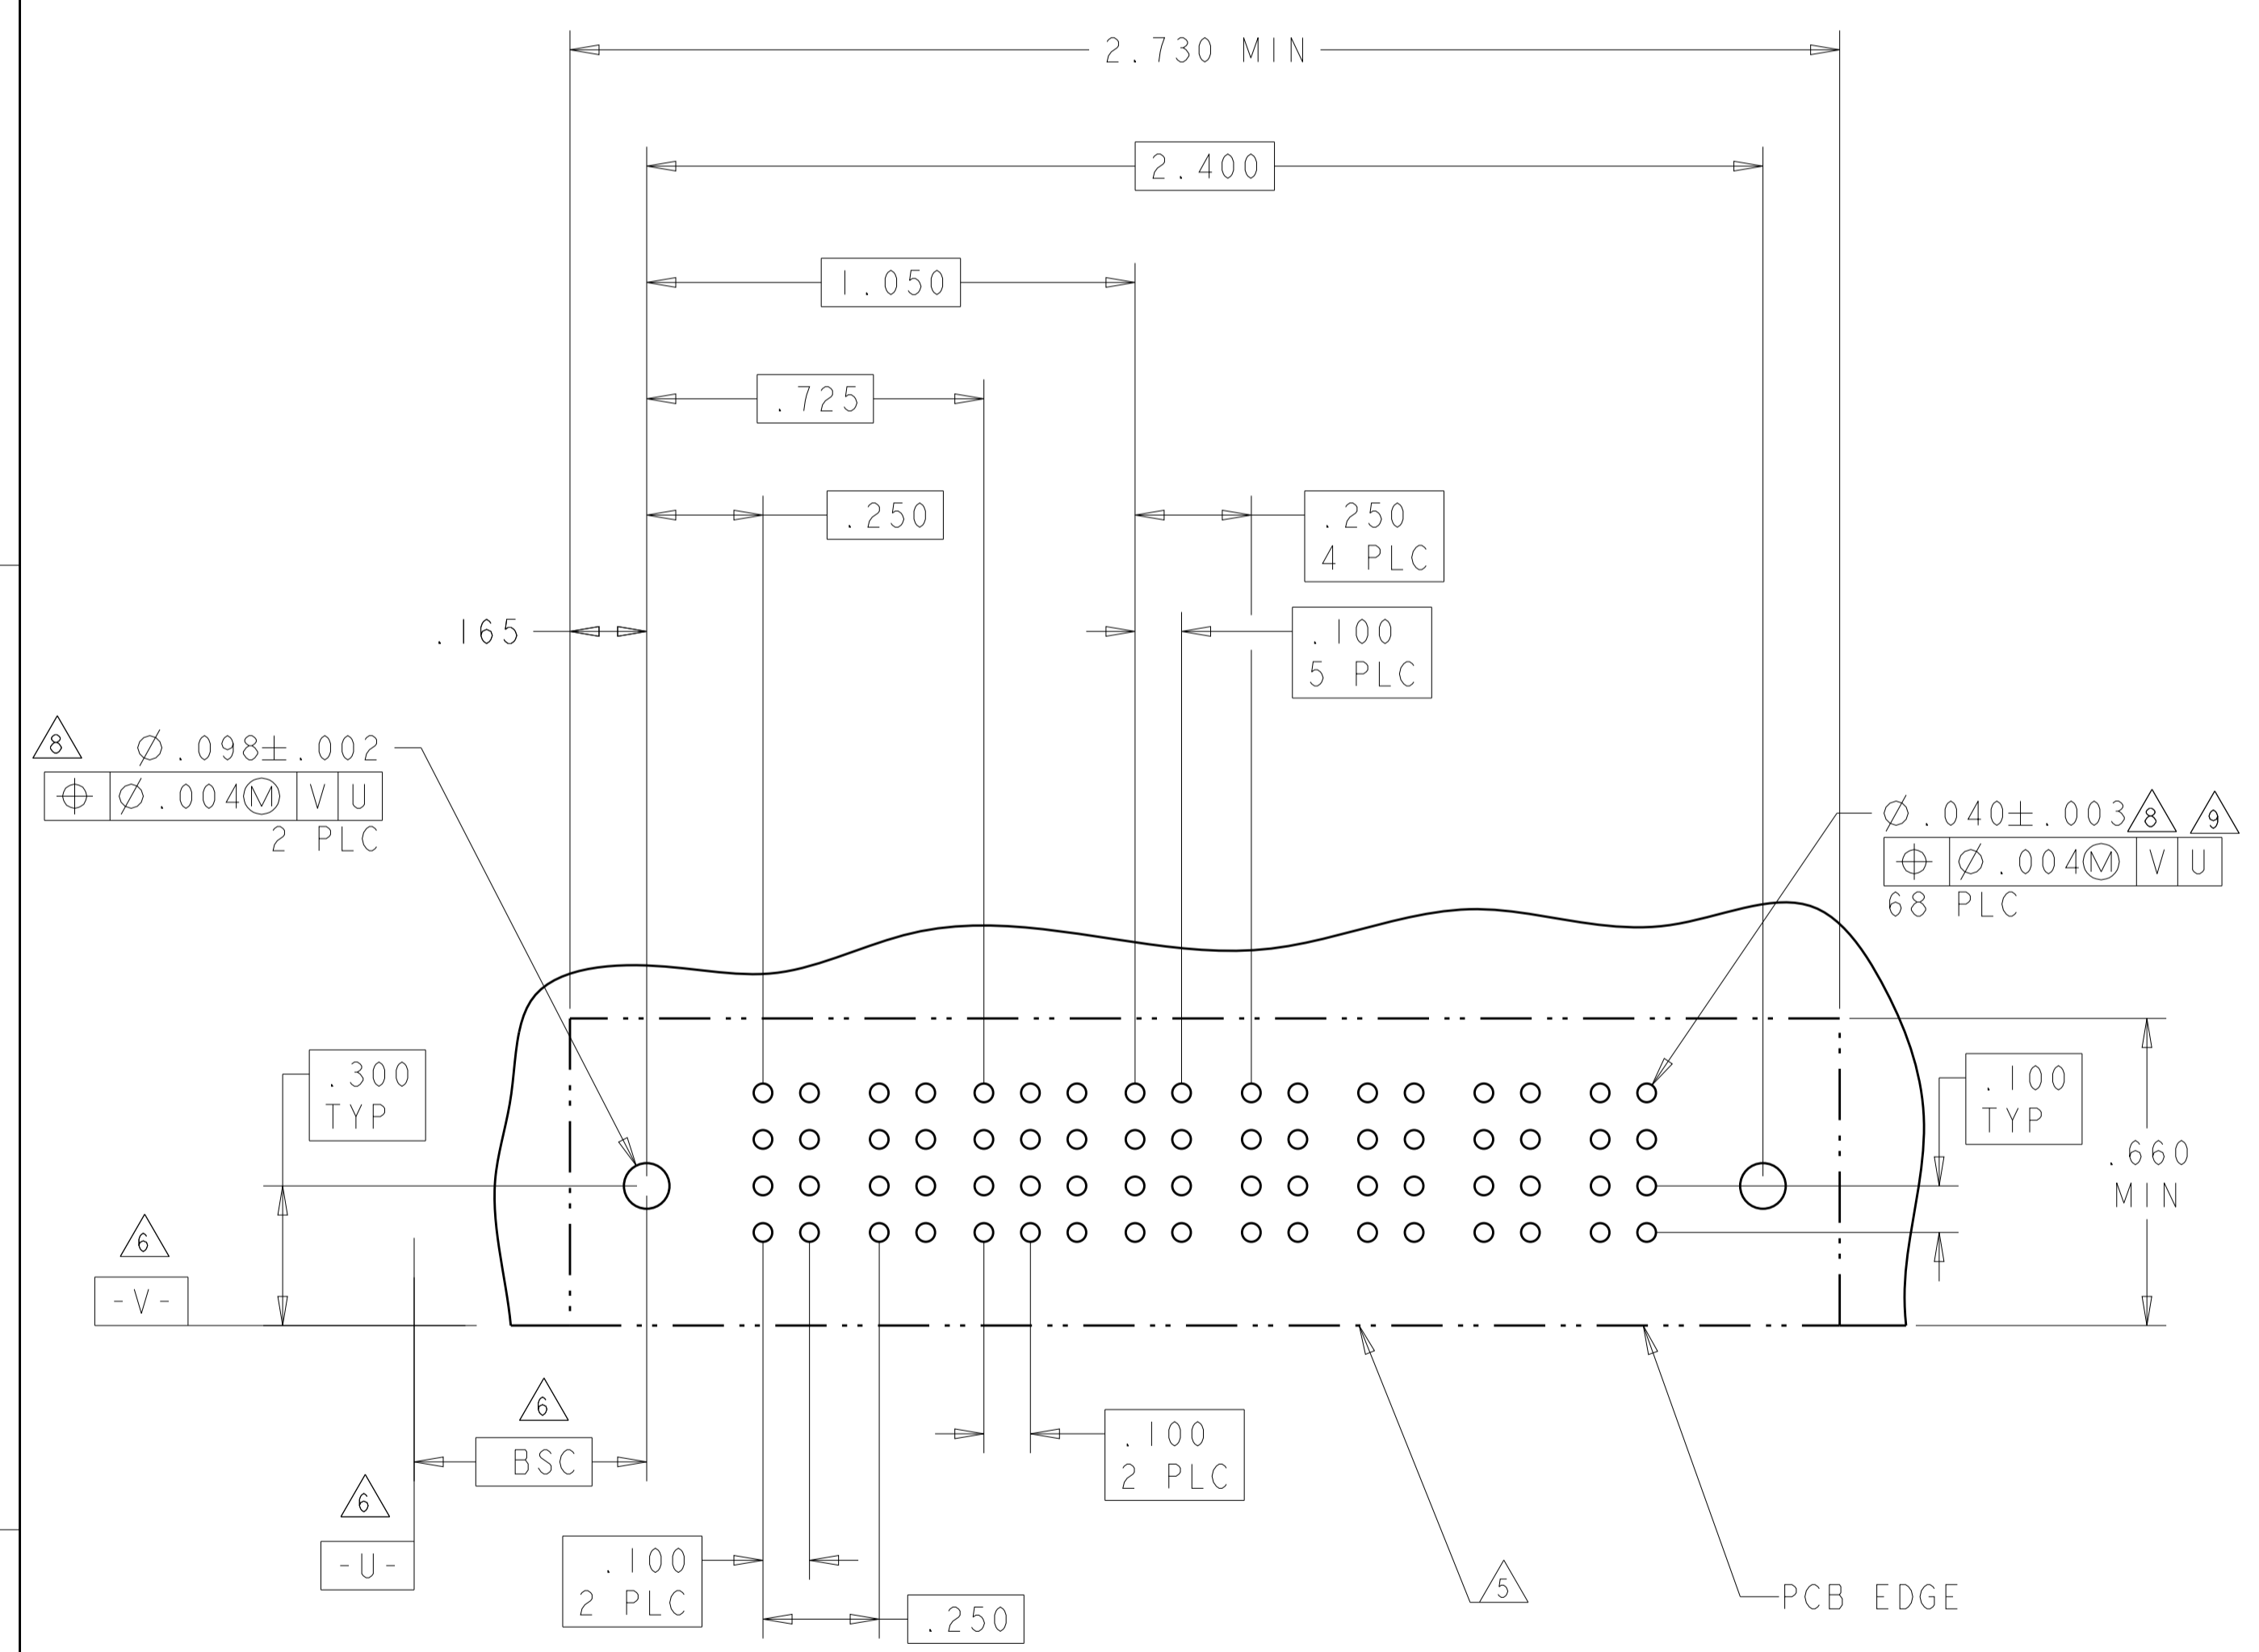 2.730 MIN
2.400
1.050
.725
.250
.250
4 PLC
.165
.100
5 PLC
8
Ø.098±.002
⌖ Ø.004Ⓜ V U
2 PLC
Ø.040±.003 8 9
⌖ Ø.004Ⓜ V U
68 PLC
.300
TYP
.100
TYP
.660
MIN
6
-V-
6
BSC
6
-U-
.100
2 PLC
.100
2 PLC
.250
5
PCB EDGE